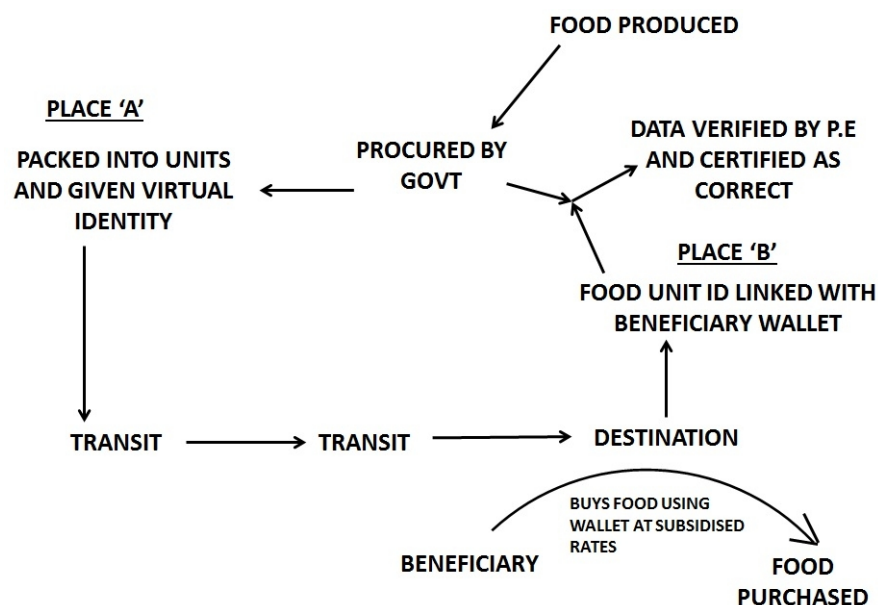 FOOD PRODUCED
PLACE ‘A’
PACKED INTO UNITS
AND GIVEN VIRTUAL
IDENTITY
PROCURED BY
GOVT
DATA VERIFIED BY P.E
AND CERTIFIED AS
CORRECT
PLACE ‘B’
FOOD UNIT ID LINKED WITH
BENEFICIARY WALLET
TRANSIT
TRANSIT
DESTINATION
BUYS FOOD USING
WALLET AT SUBSIDISED
RATES
BENEFICIARY
FOOD
PURCHASED